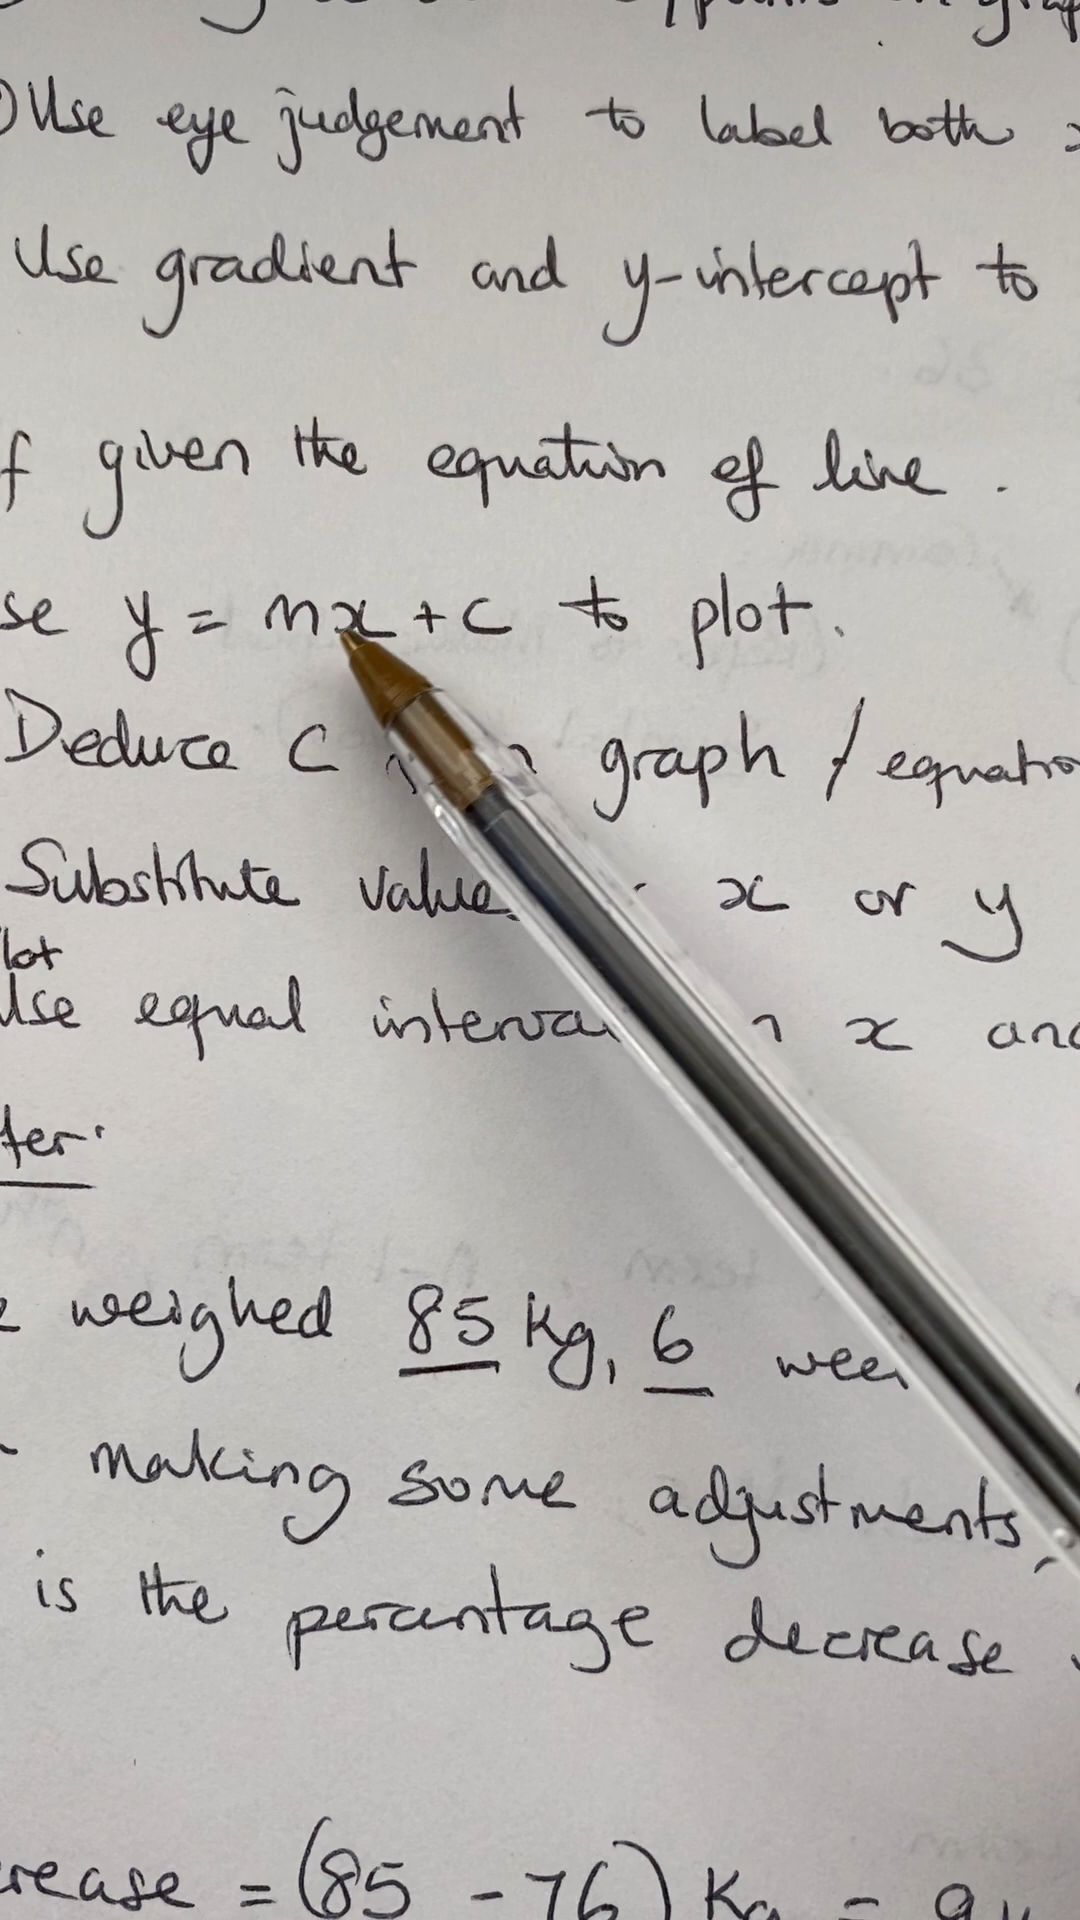 Use eye judgement to label both
Use gradient and y-intercept to
given the equation of line.
y = mx + c to plot.
Deduce C graph / equatio
Substitute value x or y
lot
Use equal interva x and
ter.
weighed 85 kg, 6 wee
making some adjustments,
is the percentage decrease
rease = (85 - 76) Kg = 9